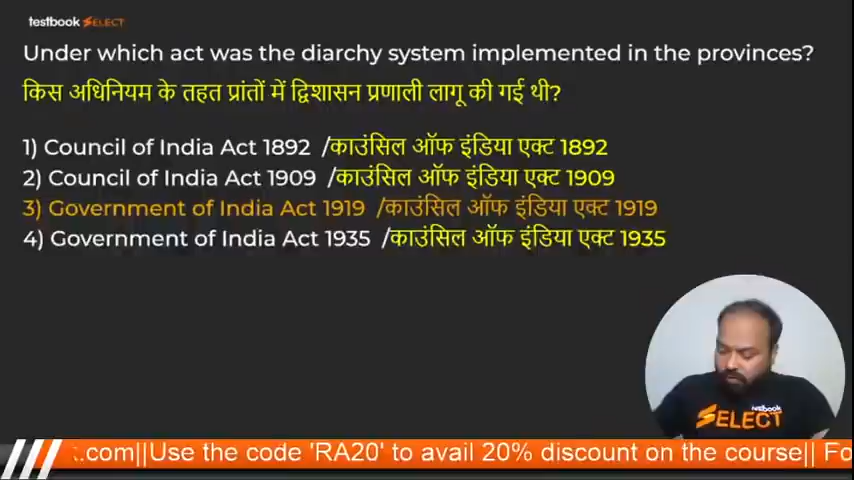 testbook SELECT
Under which act was the diarchy system implemented in the provinces?
किस अधिनियम के तहत प्रांतों में द्विशासन प्रणाली लागू की गई थी?
1) Council of India Act 1892 /काउंसिल ऑफ इंडिया एक्ट 1892
2) Council of India Act 1909 /काउंसिल ऑफ इंडिया एक्ट 1909
3) Government of India Act 1919 /काउंसिल ऑफ इंडिया एक्ट 1919
4) Government of India Act 1935 /काउंसिल ऑफ इंडिया एक्ट 1935
testbook
SELECT
.com||Use the code 'RA20' to avail 20% discount on the course|| Fo